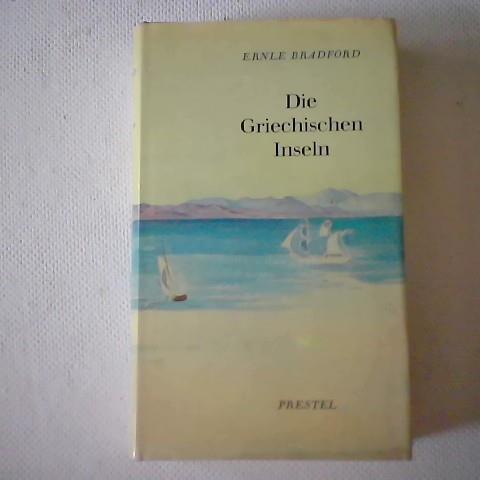 ERNLE BRADFORD
Die
Griechischen
Inseln
PRESTEL